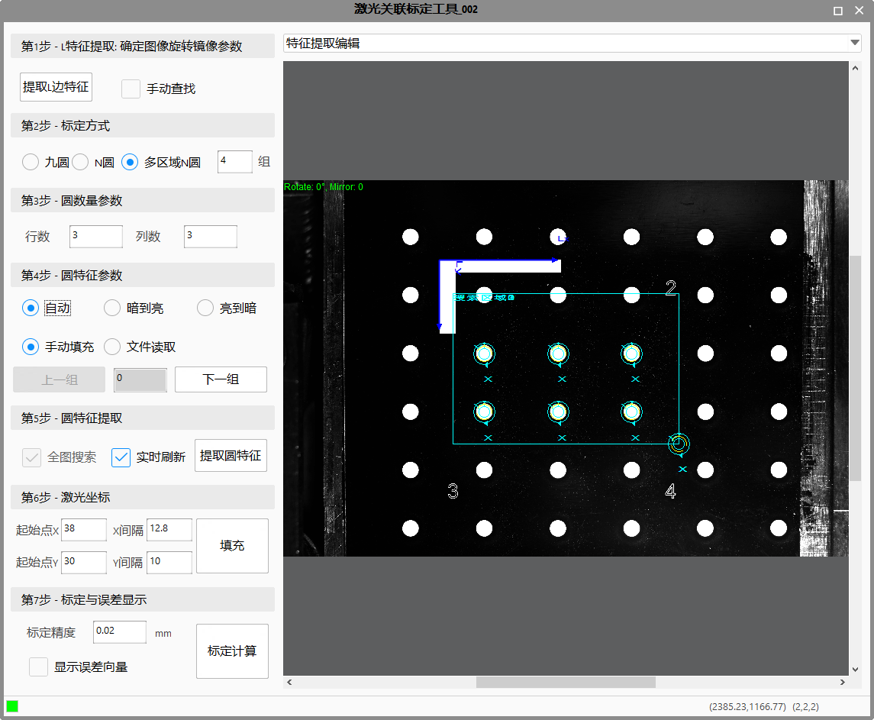 激光关联标定工具_002
第1步 - L特征提取: 确定图像旋转镜像参数
提取L边特征
手动查找
第2步 - 标定方式
九圆
N圆
多区域N圆
4
组
第3步 - 圆数量参数
行数
3
列数
3
第4步 - 圆特征参数
自动
暗到亮
亮到暗
手动填充
文件读取
上一组
0
下一组
第5步 - 圆特征提取
全图搜索
实时刷新
提取圆特征
第6步 - 激光坐标
起始点X
38
X间隔
12.8
填充
起始点Y
30
Y间隔
10
第7步 - 标定与误差显示
标定精度
0.02
mm
标定计算
显示误差向量
特征提取编辑
Rotate: 0°, Mirror: 0
2
3
4
(2385.23,1166.77) (2,2,2)